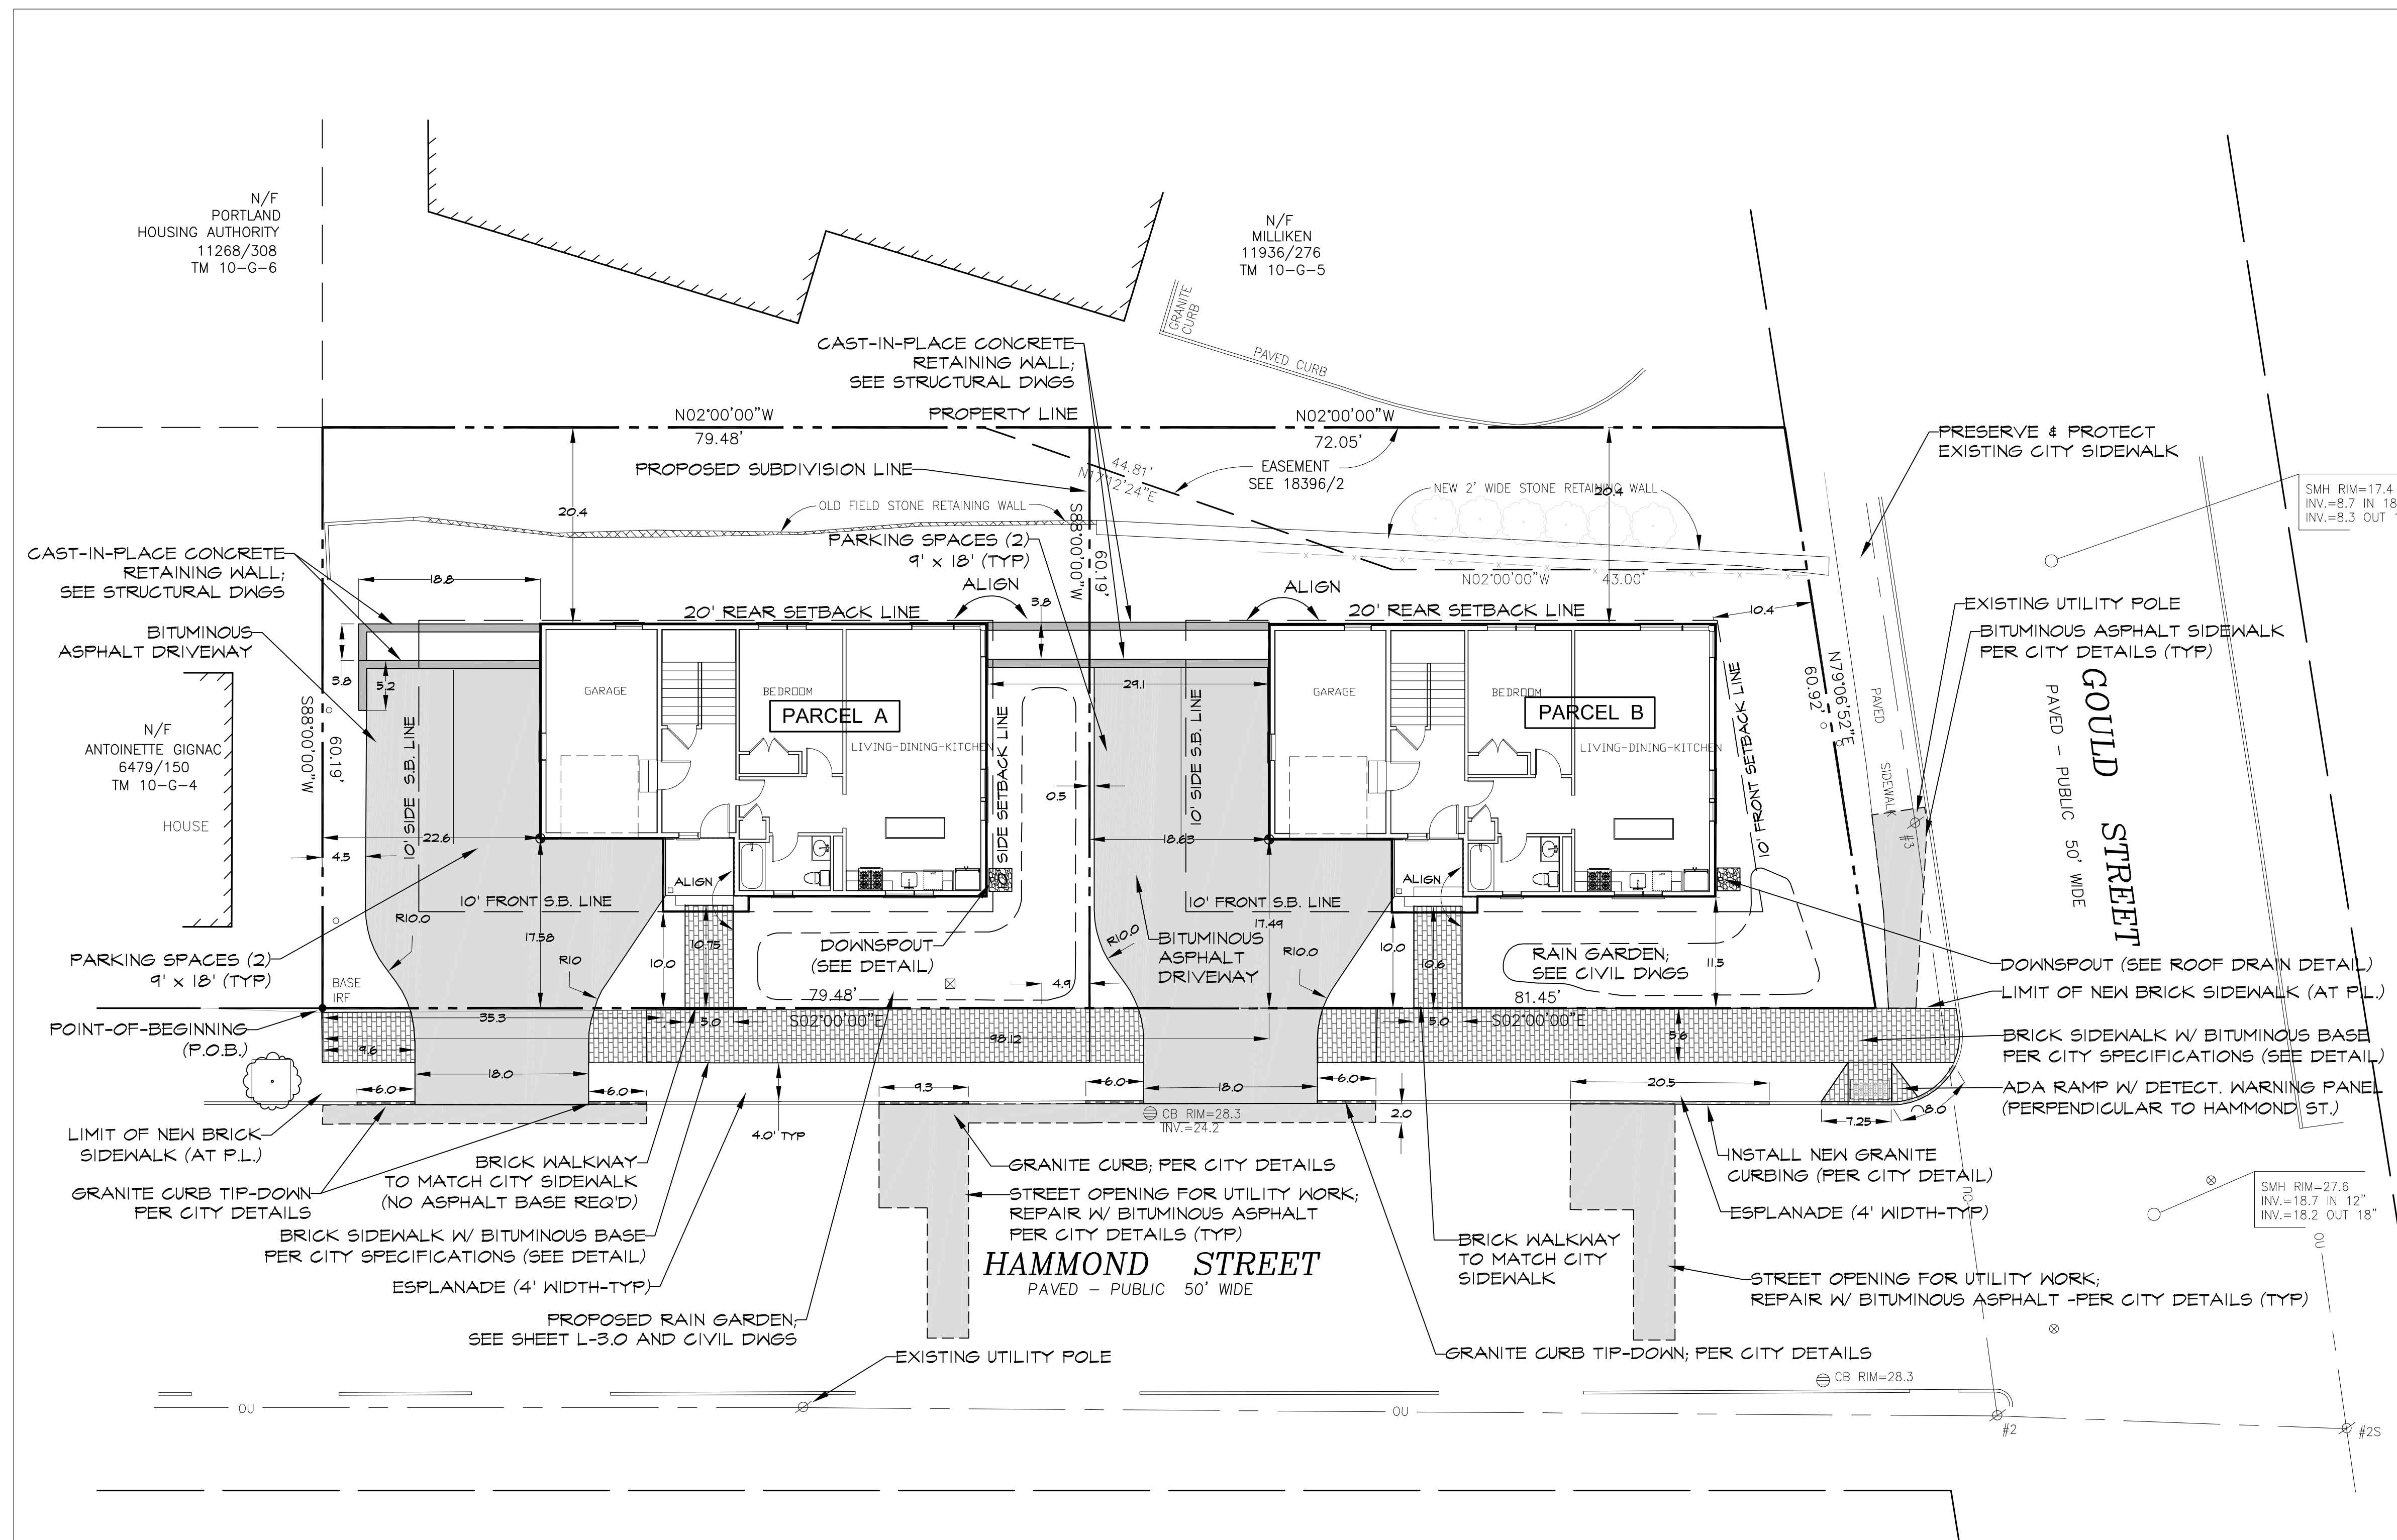 N/F
PORTLAND
HOUSING AUTHORITY
11268/308
TM 10-G-6
N/F
MILLIKEN
11936/276
TM 10-G-5
GRANITE
CURB
PAVED CURB
CAST-IN-PLACE CONCRETE
RETAINING WALL;
SEE STRUCTURAL DWGS
N02°00'00"W
79.48'
PROPERTY LINE
N02°00'00"W
72.05'
PRESERVE & PROTECT
EXISTING CITY SIDEWALK
PROPOSED SUBDIVISION LINE
44.81'
N17°12'24"E
EASEMENT
SEE 18396/2
SMH RIM=17.4
INV.=8.7 IN 18
INV.=8.3 OUT
20.4
OLD FIELD STONE RETAINING WALL
NEW 2' WIDE STONE RETAINING WALL
20.4
S88°00'00"W
60.19'
PARKING SPACES (2)
9' x 18' (TYP)
CAST-IN-PLACE CONCRETE
RETAINING WALL;
SEE STRUCTURAL DWGS
18.8
ALIGN
3.8
ALIGN
N02°00'00"W
43.00'
20' REAR SETBACK LINE
20' REAR SETBACK LINE
10.4
EXISTING UTILITY POLE
BITUMINOUS ASPHALT SIDEWALK
PER CITY DETAILS (TYP)
BITUMINOUS
ASPHALT DRIVEWAY
3.8
5.2
29.1
GARAGE
BEDROOM
PARCEL A
LIVING-DINING-KITCHEN
GARAGE
BEDROOM
PARCEL B
LIVING-DINING-KITCHEN
N79°06'52"E
60.92'
PAVED
SIDEWALK
#3
GOULD STREET
PAVED - PUBLIC 50' WIDE
N/F
ANTOINETTE GIGNAC
6479/150
TM 10-G-4
HOUSE
S88°00'00"W
60.19'
10' SIDE S.B. LINE
10' SIDE SETBACK LINE
10' SIDE S.B. LINE
10' FRONT SETBACK LINE
0.5
22.6
4.5
18.63
ALIGN
ALIGN
10' FRONT S.B. LINE
10' FRONT S.B. LINE
R10.0
17.58
R10
10.0
10.75
DOWNSPOUT
(SEE DETAIL)
17.49
R10.0
BITUMINOUS
ASPHALT
DRIVEWAY
R10.0
10.0
10.6
RAIN GARDEN;
SEE CIVIL DWGS
11.5
PARKING SPACES (2)
9' x 18' (TYP)
BASE
IRF
4.9
79.48'
S02°00'00"E
81.45'
S02°00'00"E
DOWNSPOUT (SEE ROOF DRAIN DETAIL)
LIMIT OF NEW BRICK SIDEWALK (AT P.L.)
POINT-OF-BEGINNING
(P.O.B.)
35.3
5.0
5.0
98.12
9.6
5.6
BRICK SIDEWALK W/ BITUMINOUS BASE
PER CITY SPECIFICATIONS (SEE DETAIL)
6.0
18.0
6.0
9.3
6.0
18.0
6.0
20.5
ADA RAMP W/ DETECT. WARNING PANEL
(PERPENDICULAR TO HAMMOND ST.)
8.0
7.25
4.0' TYP
CB RIM=28.3
INV.=24.2
2.0
LIMIT OF NEW BRICK
SIDEWALK (AT P.L.)
GRANITE CURB TIP-DOWN
PER CITY DETAILS
BRICK WALKWAY
TO MATCH CITY SIDEWALK
(NO ASPHALT BASE REQ'D)
GRANITE CURB; PER CITY DETAILS
STREET OPENING FOR UTILITY WORK;
REPAIR W/ BITUMINOUS ASPHALT
PER CITY DETAILS (TYP)
INSTALL NEW GRANITE
CURBING (PER CITY DETAIL)
ESPLANADE (4' WIDTH-TYP)
OU
SMH RIM=27.6
INV.=18.7 IN 12"
INV.=18.2 OUT 18"
OU
BRICK SIDEWALK W/ BITUMINOUS BASE
PER CITY SPECIFICATIONS (SEE DETAIL)
ESPLANADE (4' WIDTH-TYP)
HAMMOND STREET
PAVED - PUBLIC 50' WIDE
BRICK WALKWAY
TO MATCH CITY
SIDEWALK
STREET OPENING FOR UTILITY WORK;
REPAIR W/ BITUMINOUS ASPHALT -PER CITY DETAILS (TYP)
PROPOSED RAIN GARDEN;
SEE SHEET L-3.0 AND CIVIL DWGS
EXISTING UTILITY POLE
GRANITE CURB TIP-DOWN; PER CITY DETAILS
CB RIM=28.3
OU
OU
#2
#2S